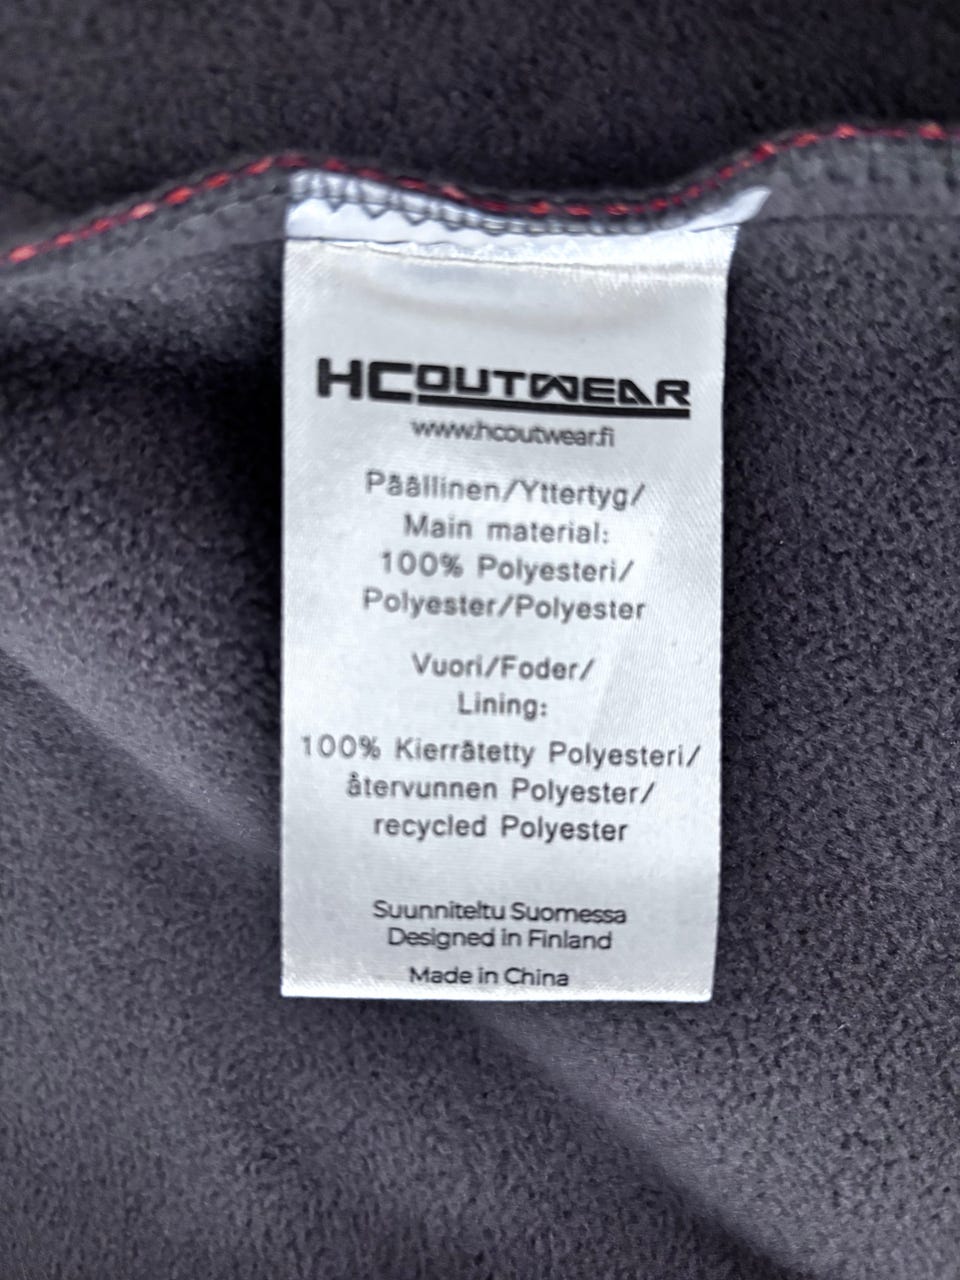 HCOUTWEAR
www.hcoutwear.fi
Päällinen/Yttertyg/
Main material:
100% Polyesteri/
Polyester/Polyester
Vuori/Foder/
Lining:
100% Kierrätetty Polyesteri/
återvunnen Polyester/
recycled Polyester
Suunniteltu Suomessa
Designed in Finland
Made in China